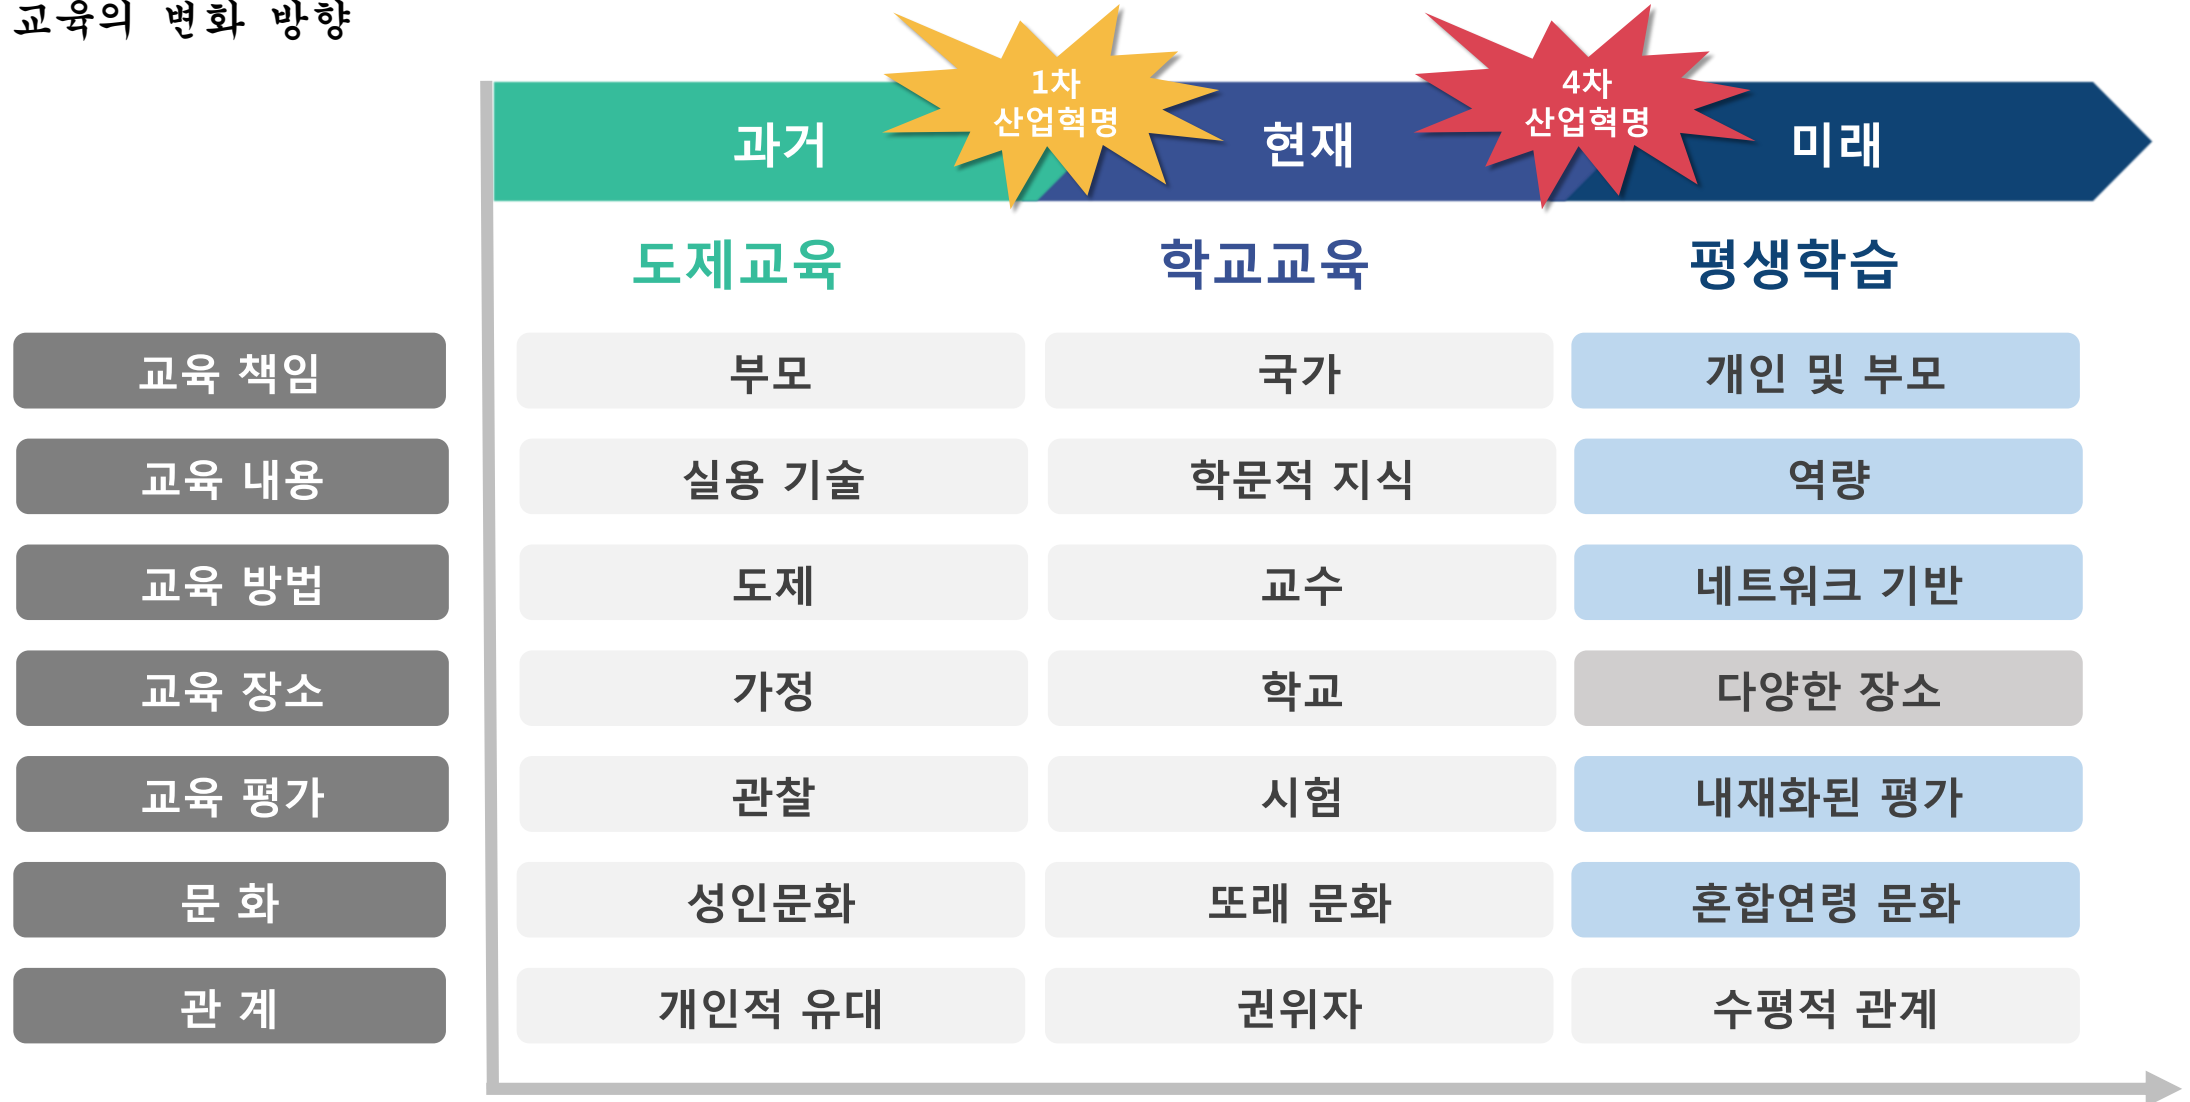 교육의 변화 방향
과거
1차
산업혁명
현재
4차
산업혁명
미래
도제교육
학교교육
평생학습
교육 책임
부모
국가
개인 및 부모
교육 내용
실용 기술
학문적 지식
역량
교육 방법
도제
교수
네트워크 기반
교육 장소
가정
학교
다양한 장소
교육 평가
관찰
시험
내재화된 평가
문 화
성인문화
또래 문화
혼합연령 문화
관 계
개인적 유대
권위자
수평적 관계